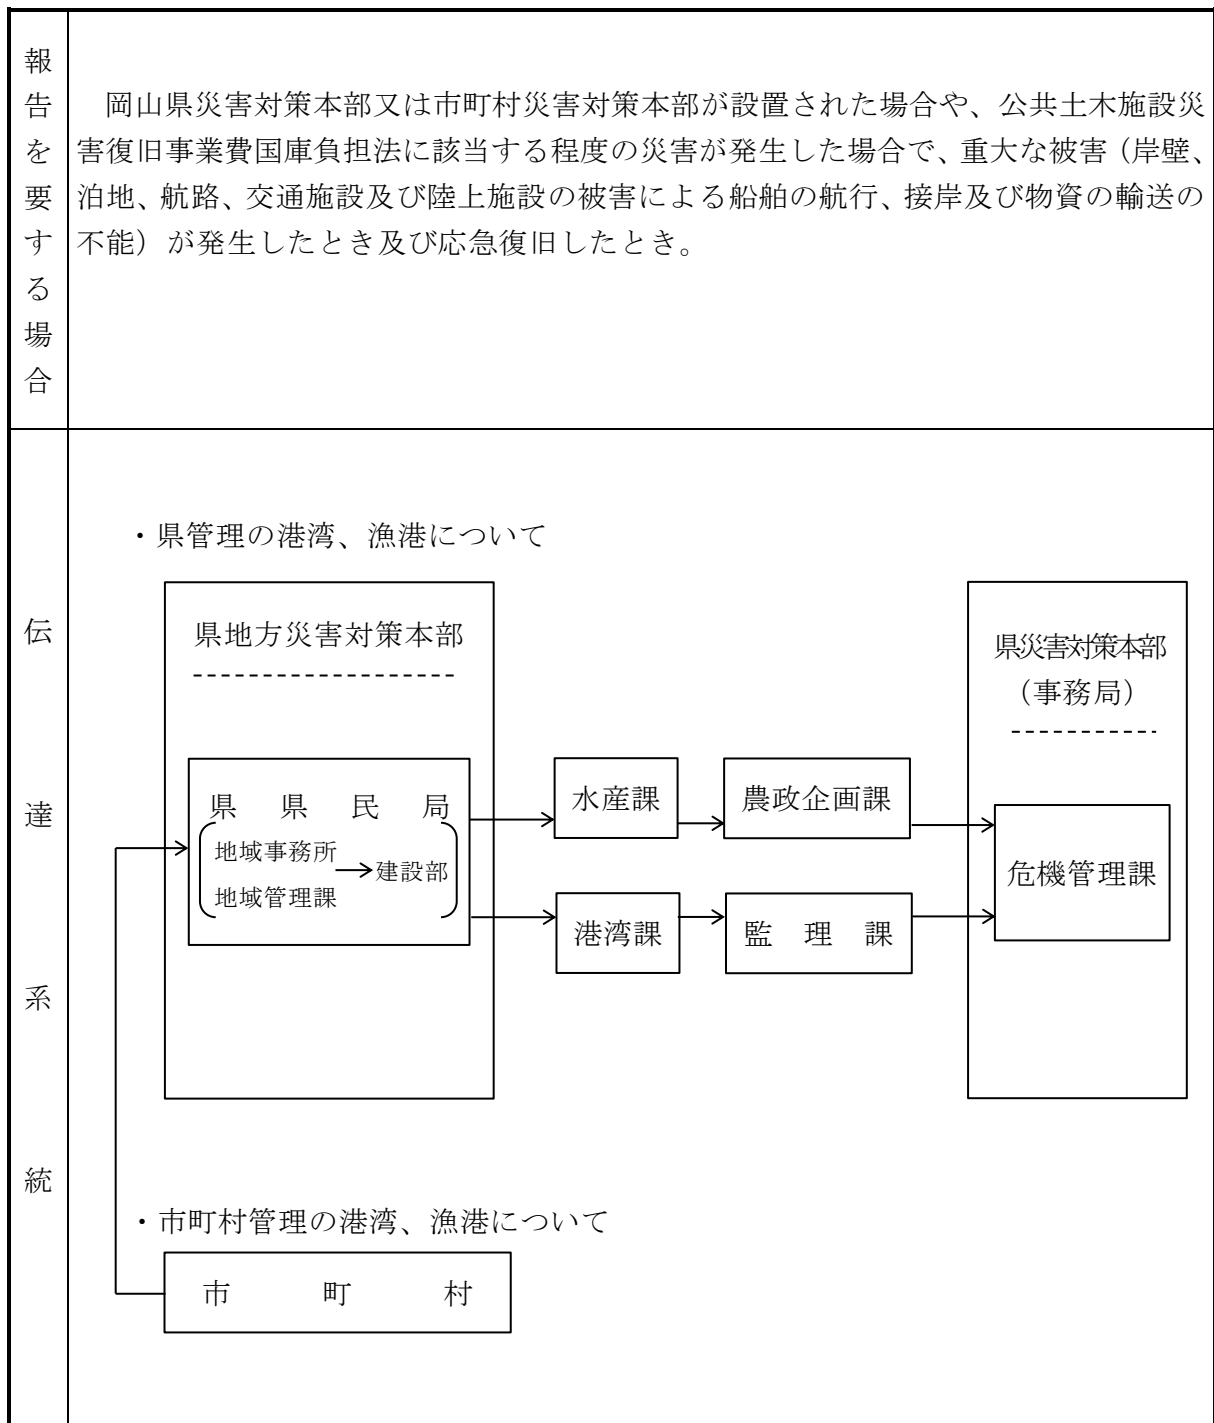 報告を要する場合
岡山県災害対策本部又は市町村災害対策本部が設置された場合や、公共土木施設災
害復旧事業費国庫負担法に該当する程度の災害が発生した場合で、重大な被害（岸壁、
泊地、航路、交通施設及び陸上施設の被害による船舶の航行、接岸及び物資の輸送の
不能）が発生したとき及び応急復旧したとき。
伝達系統
・県管理の港湾、漁港について
県地方災害対策本部
県県民局
地域事務所
地域管理課
建設部
水産課
農政企画課
港湾課
監理課
県災害対策本部
（事務局）
危機管理課
・市町村管理の港湾、漁港について
市町村